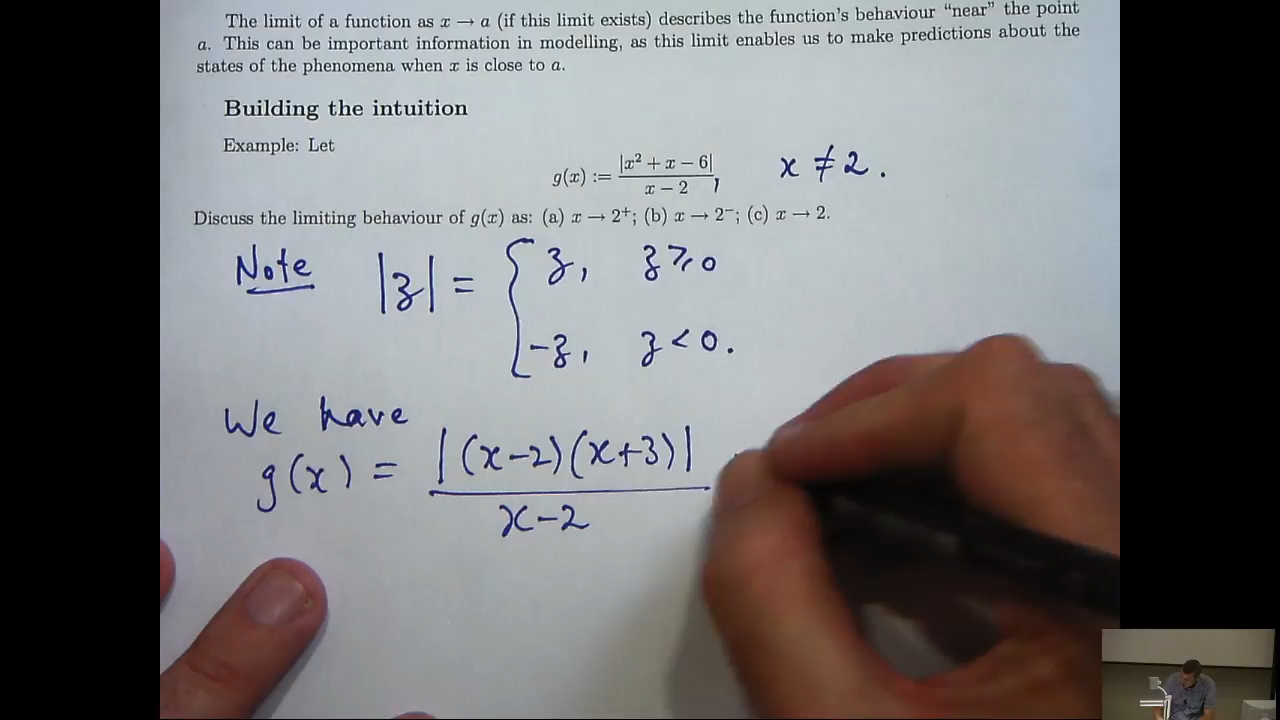 The limit of a function as x → a (if this limit exists) describes the function's behaviour "near" the point
a. This can be important information in modelling, as this limit enables us to make predictions about the
states of the phenomena when x is close to a.
Building the intuition
Example: Let
g(x) := |x² + x − 6| / x − 2, x ≠ 2.
Discuss the limiting behaviour of g(x) as: (a) x → 2⁺; (b) x → 2⁻; (c) x → 2.
Note |z| = { z, z ≥ 0
−z, z < 0.
We have
g(x) = |(x−2)(x+3)| / x−2